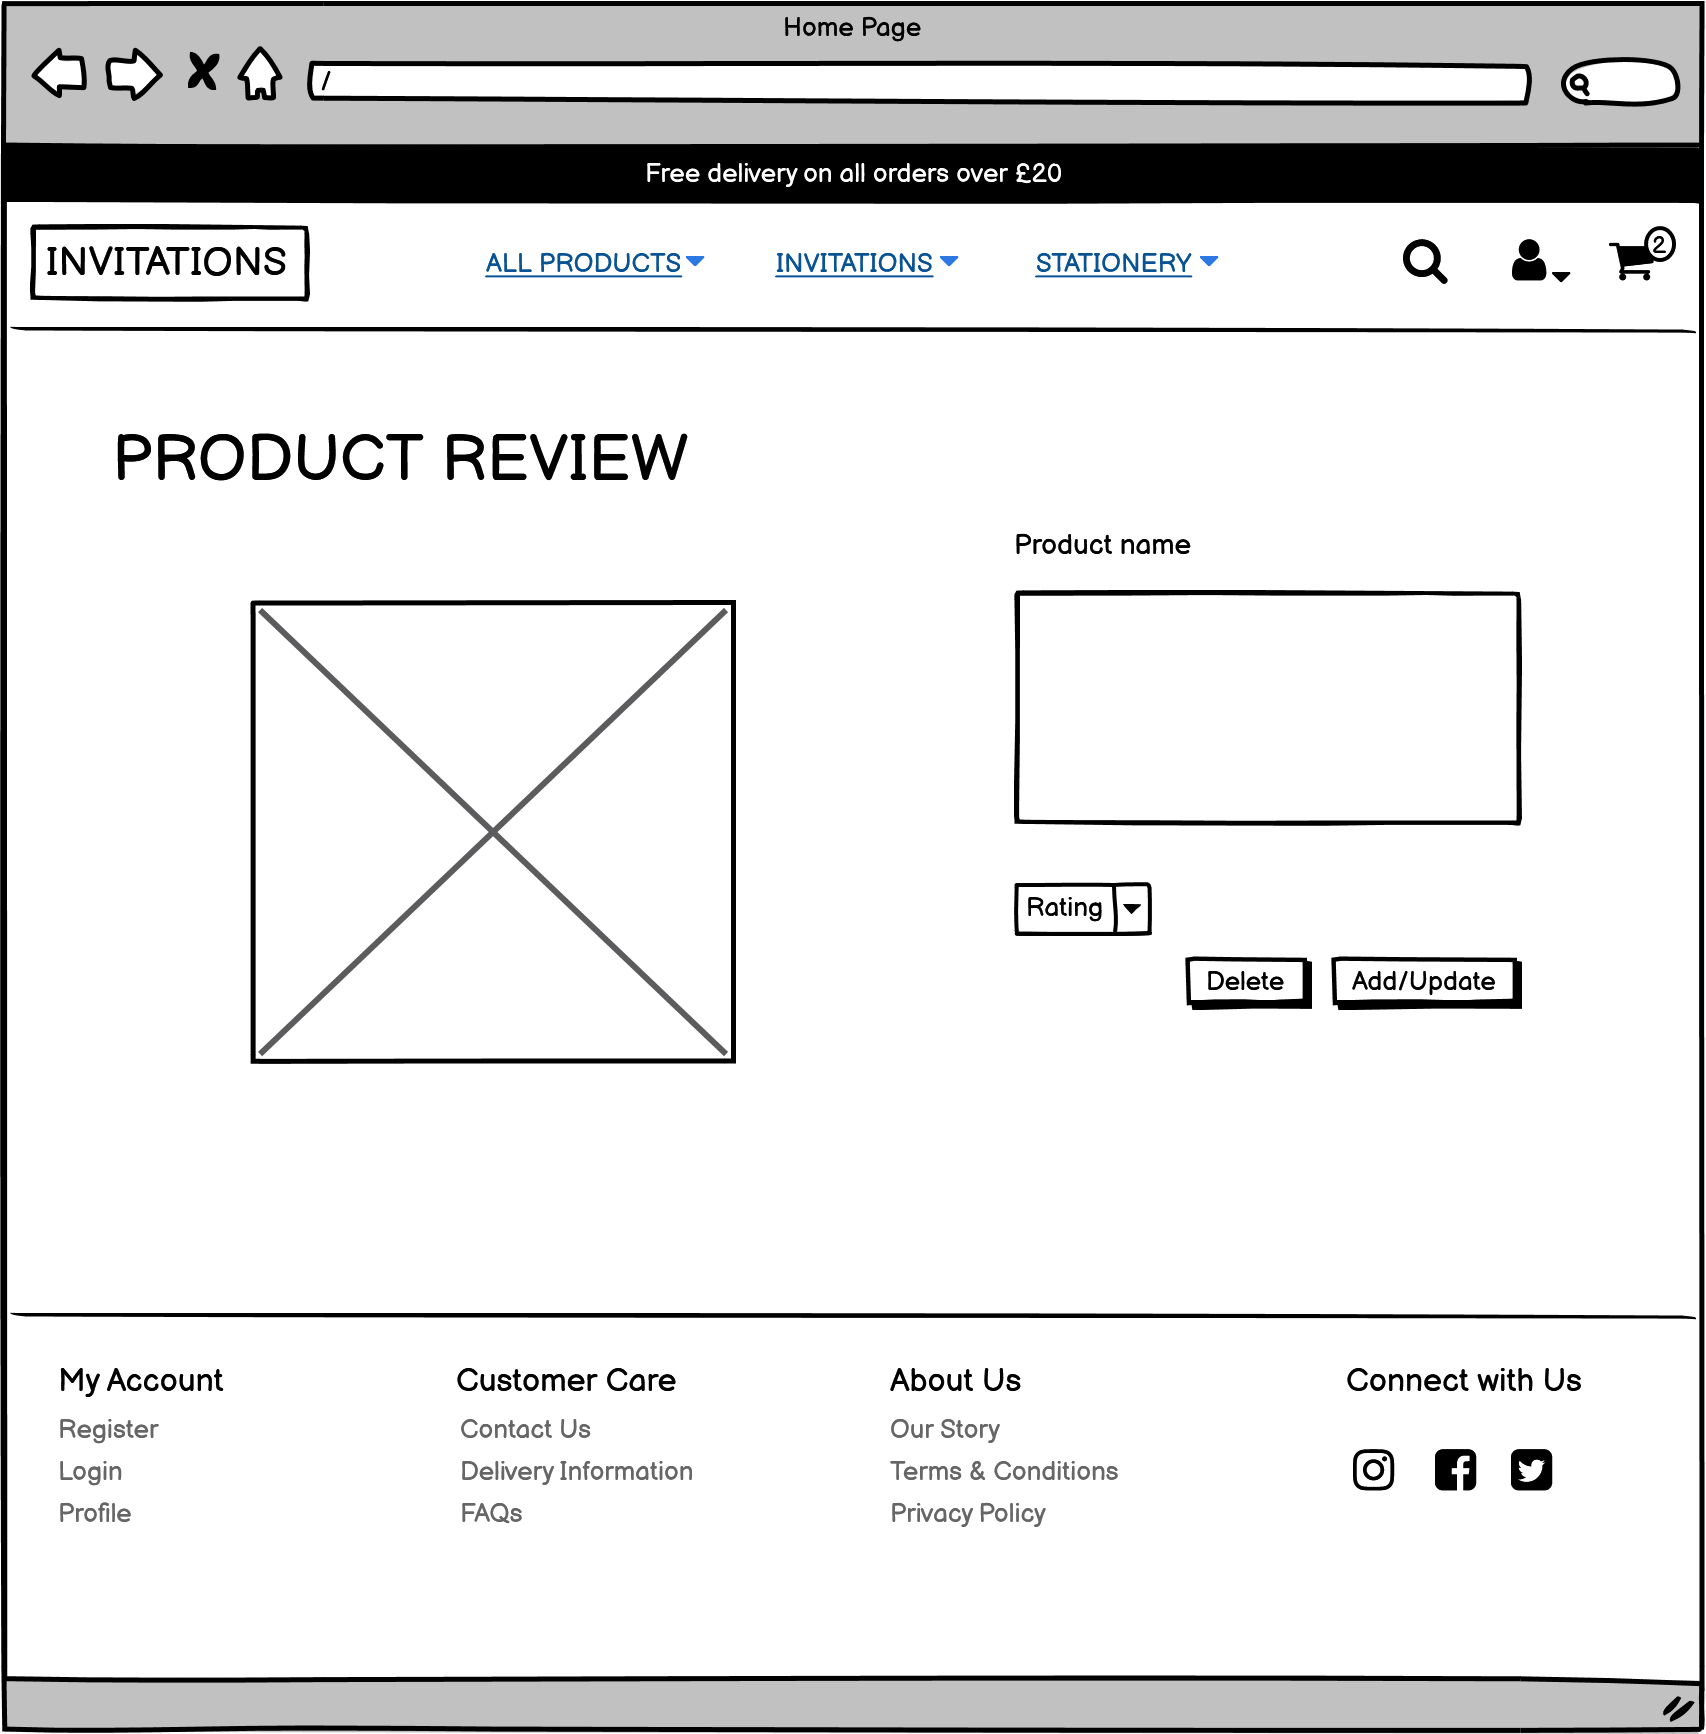 Home Page
/
Free delivery on all orders over £20
INVITATIONS
ALL PRODUCTS
INVITATIONS
STATIONERY
2
PRODUCT REVIEW
Product name
Rating
Delete
Add/Update
My Account
Register
Login
Profile
Customer Care
Contact Us
Delivery Information
FAQs
About Us
Our Story
Terms & Conditions
Privacy Policy
Connect with Us